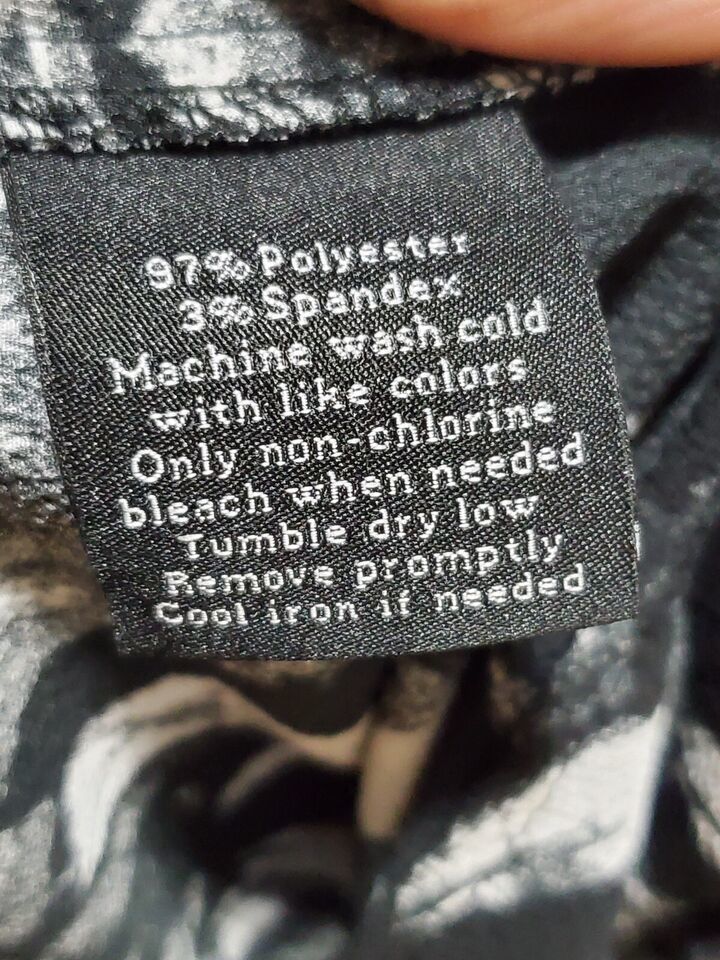 97% Polyester
3% Spandex
Machine wash cold
with like colors
Only non-chlorine
bleach when needed
Tumble dry low
Remove promptly
Cool iron if needed